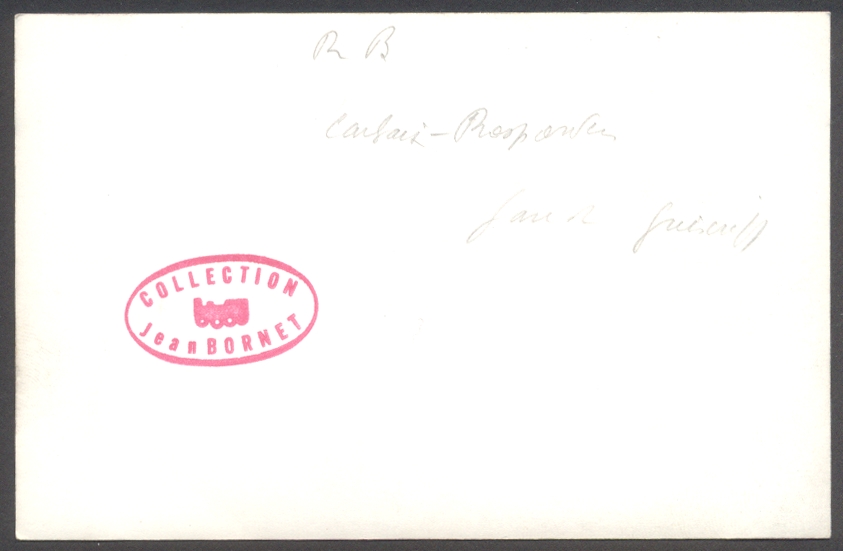 R B
Carhaix - Rosporden
gare de Guiscriff
COLLECTION
Jean BORNET